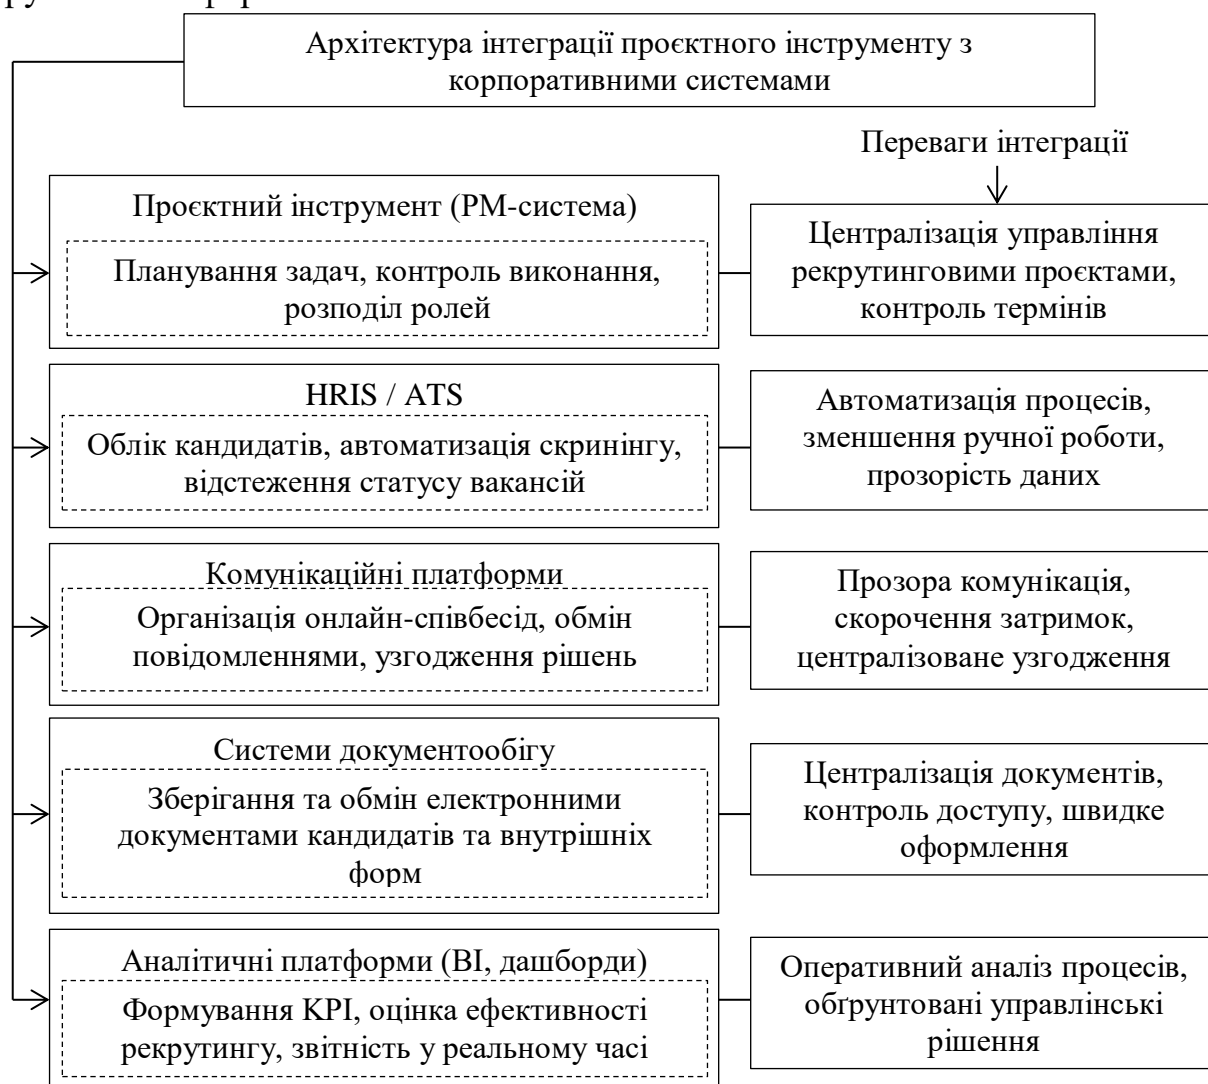 Архітектура інтеграції проєктного інструменту з
корпоративними системами
Переваги інтеграції
Проєктний інструмент (PM-система)
Планування задач, контроль виконання,
розподіл ролей
Централізація управління
рекрутинговими проєктами,
контроль термінів
HRIS / ATS
Облік кандидатів, автоматизація скринінгу,
відстеження статусу вакансій
Автоматизація процесів,
зменшення ручної роботи,
прозорість даних
Комунікаційні платформи
Організація онлайн-співбесід, обмін
повідомленнями, узгодження рішень
Прозора комунікація,
скорочення затримок,
централізоване узгодження
Системи документообігу
Зберігання та обмін електронними
документами кандидатів та внутрішніх
форм
Централізація документів,
контроль доступу, швидке
оформлення
Аналітичні платформи (BI, дашборди)
Формування KPI, оцінка ефективності
рекрутингу, звітність у реальному часі
Оперативний аналіз процесів,
обґрунтовані управлінські
рішення